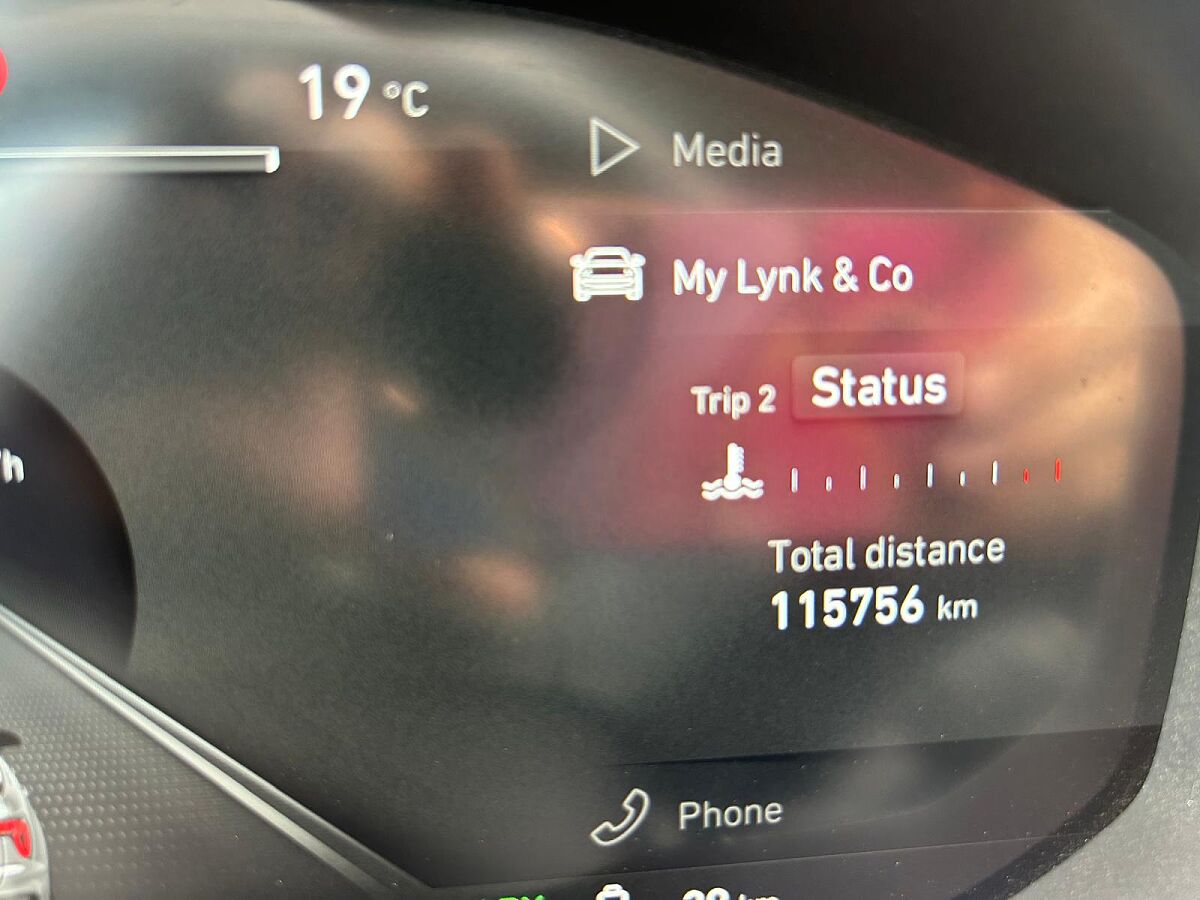 19 °C
Media
My Lynk & Co
Trip 2 Status
Total distance
115756 km
Phone